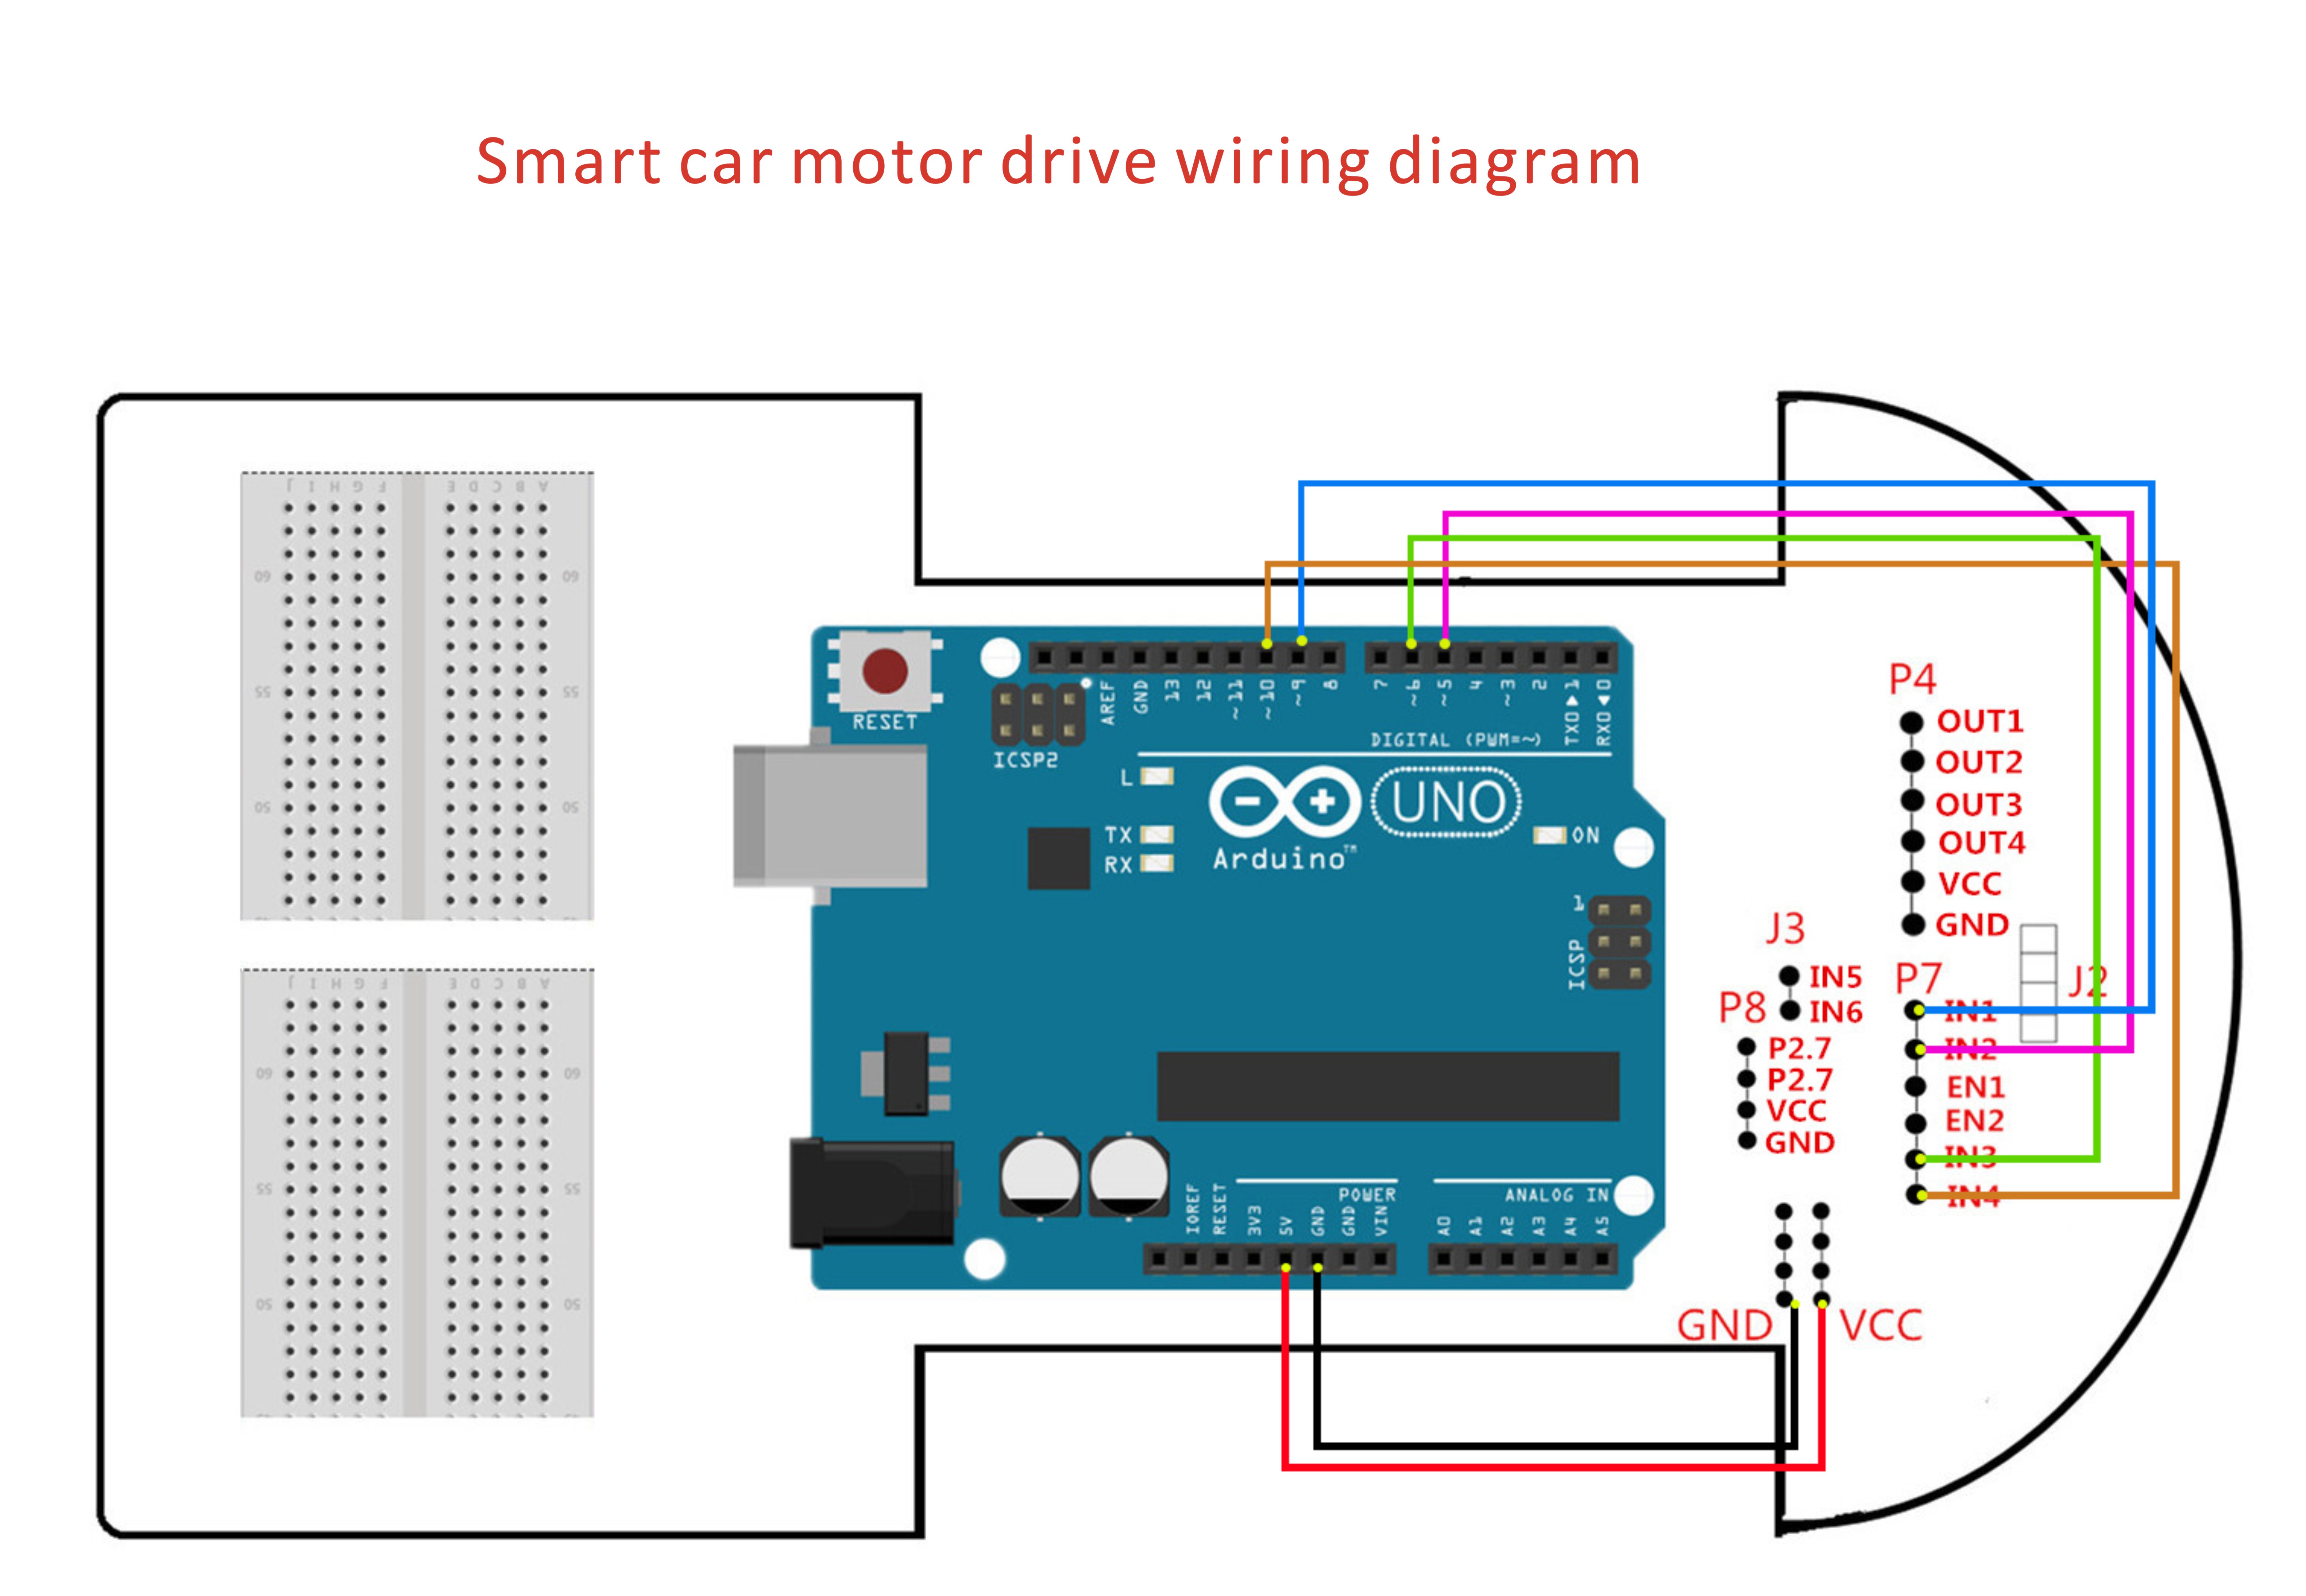 Smart car motor drive wiring diagram
J I H G F E D C B A
60 60
55 55
50 50
J I H G F E D C B A
60 60
55 55
50 50
RESET
ICSP2
AREF
GND
13
12
~11
~10
~9
8
7
~6
~5
4
~3
2
TX0▶1
RX0◀0
DIGITAL (PWM=~)
L
TX
RX
UNO
Arduino™
ON
1
ICSP
IOREF
RESET
3V3
5V
GND
GND
VIN
POWER
A0
A1
A2
A3
A4
A5
ANALOG IN
P4
OUT1
OUT2
OUT3
OUT4
VCC
GND
J3
IN5
IN6
P8
P2.7
P2.7
VCC
GND
P7
J2
IN1
IN2
EN1
EN2
IN3
IN4
GND
VCC